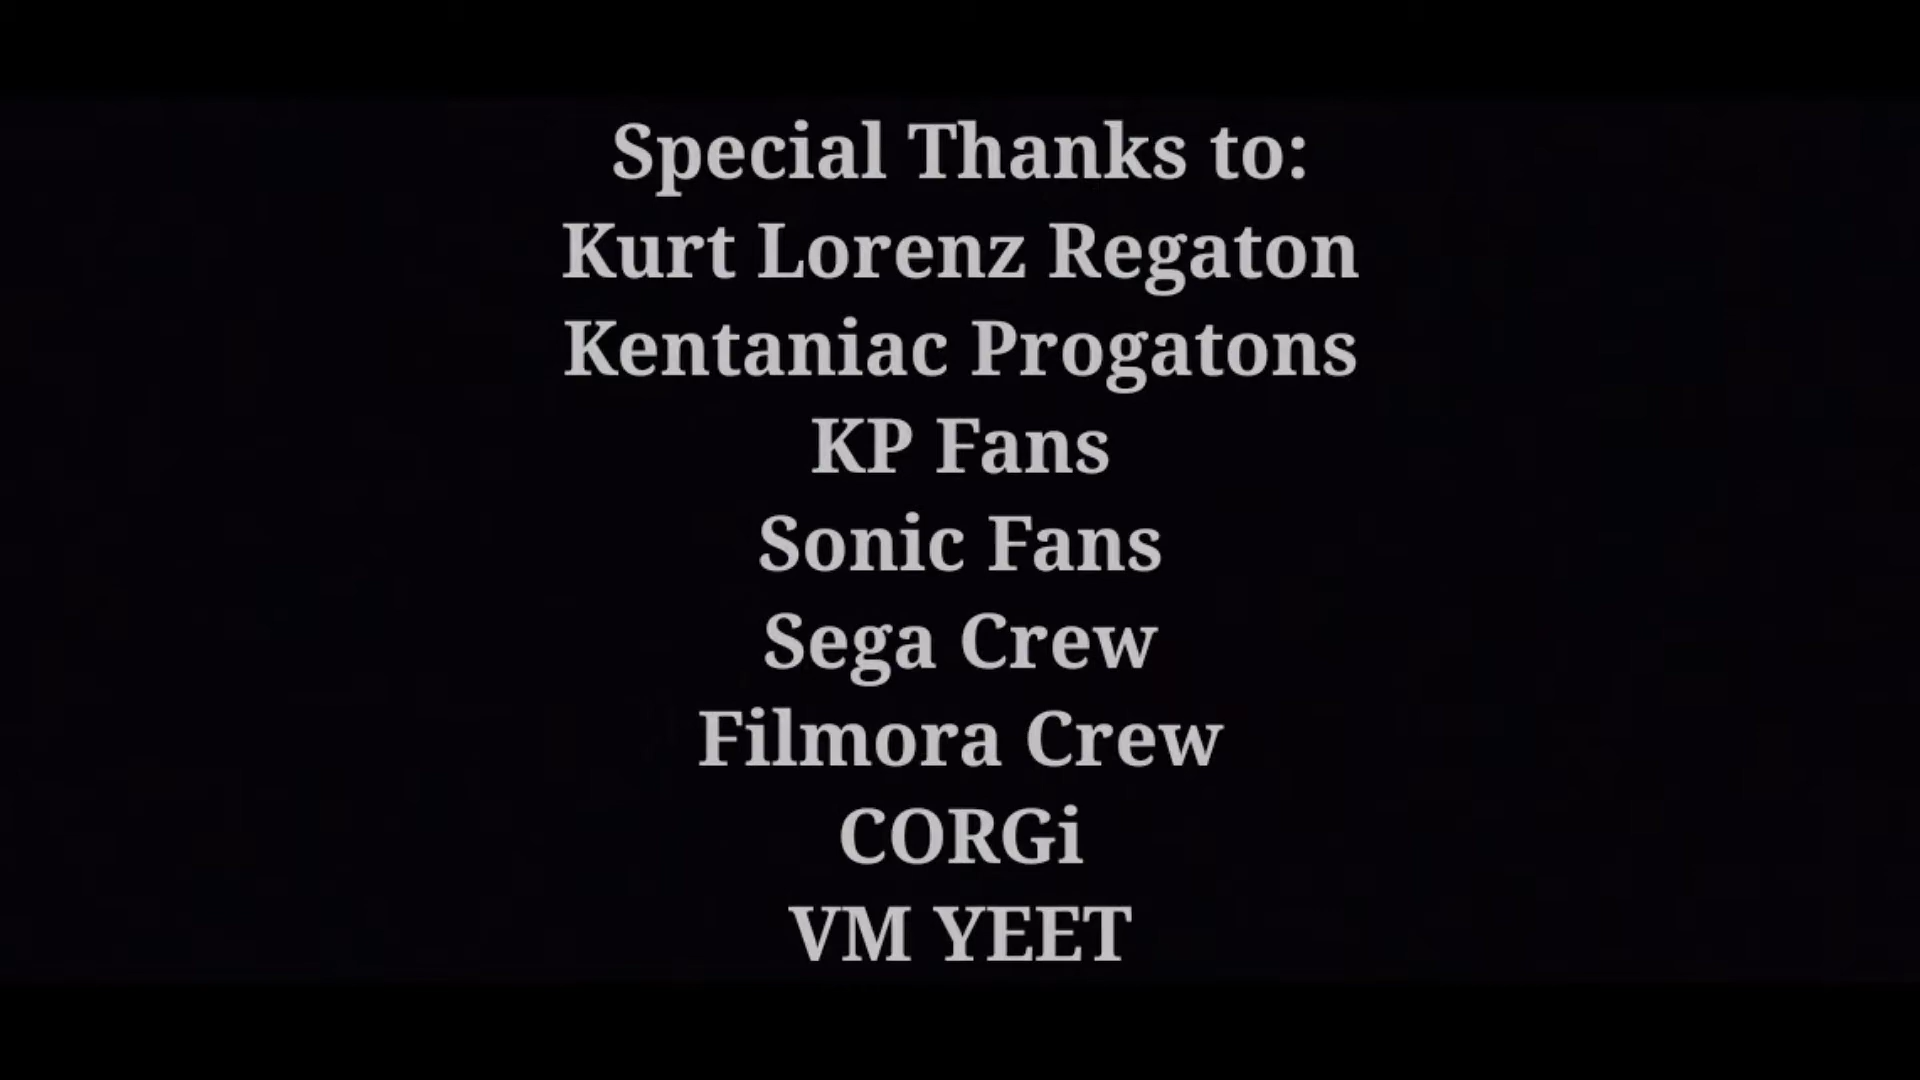 Special Thanks to:
Kurt Lorenz Regaton
Kentaniac Progatons
KP Fans
Sonic Fans
Sega Crew
Filmora Crew
CORGi
VM YEET